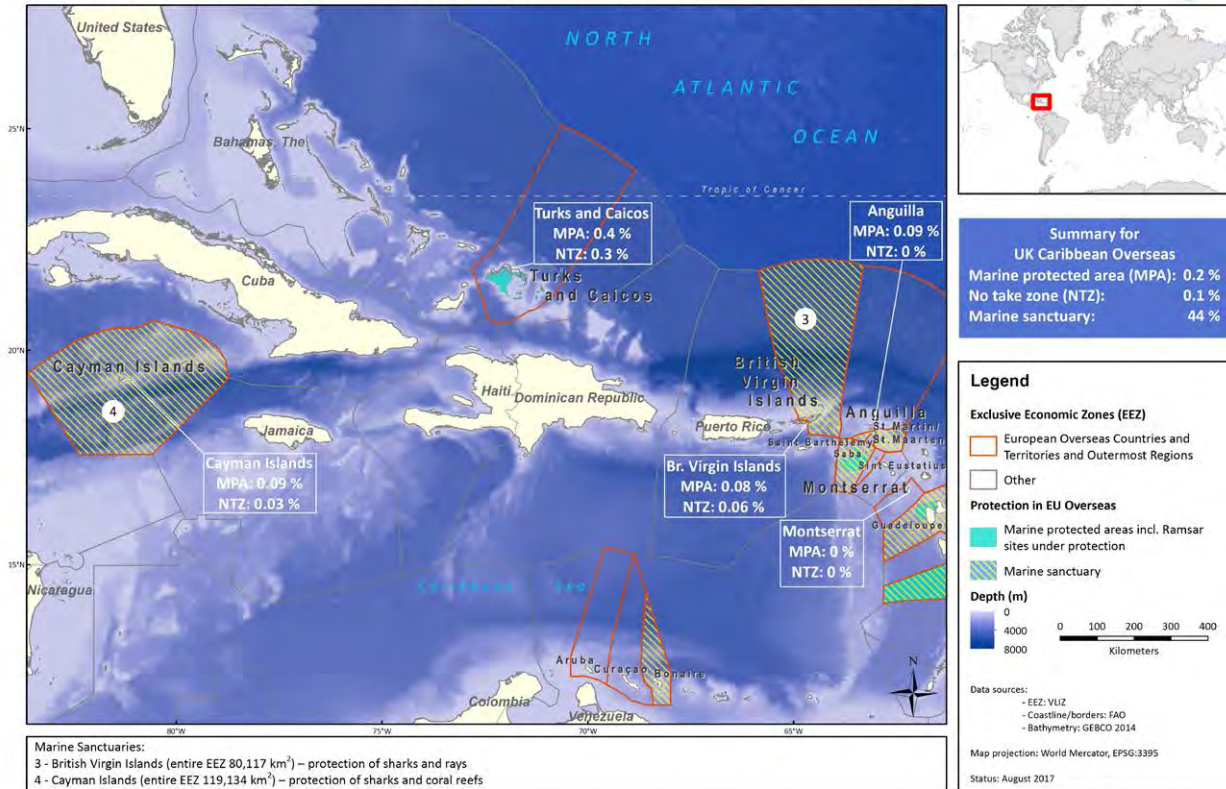 United States
NORTH
ATLANTIC
OCEAN
25°N
Bahamas, The
Tropic of Cancer
Turks and Caicos
MPA: 0.4 %
NTZ: 0.3 %
Anguilla
MPA: 0.09 %
NTZ: 0 %
Turks
and Caicos
Cuba
3
20°N
Cayman Islands
4
British
Virgin
Islands
Haiti
Dominican Republic
Jamaica
Puerto Rico
Anguilla
St. Martin/
St. Maarten
Saint Barthélemy
Saba
Sint Eustatius
Cayman Islands
MPA: 0.09 %
NTZ: 0.03 %
Br. Virgin Islands
MPA: 0.08 %
NTZ: 0.06 %
Montserrat
Montserrat
MPA: 0 %
NTZ: 0 %
Guadeloupe
15°N
Nicaragua
Caribbean Sea
Aruba
Curaçao
Bonaire
Colombia
Venezuela
N
80°W
75°W
70°W
65°W
Marine Sanctuaries:
3 - British Virgin Islands (entire EEZ 80,117 km²) – protection of sharks and rays
4 - Cayman Islands (entire EEZ 119,134 km²) – protection of sharks and coral reefs
Summary for
UK Caribbean Overseas
Marine protected area (MPA): 0.2 %
No take zone (NTZ): 0.1 %
Marine sanctuary: 44 %
Legend
Exclusive Economic Zones (EEZ)
European Overseas Countries and
Territories and Outermost Regions
Other
Protection in EU Overseas
Marine protected areas incl. Ramsar
sites under protection
Marine sanctuary
Depth (m)
0
4000
8000
0 100 200 300 400
Kilometers
Data sources:
- EEZ: VLIZ
- Coastline/borders: FAO
- Bathymetry: GEBCO 2014
Map projection: World Mercator, EPSG:3395
Status: August 2017